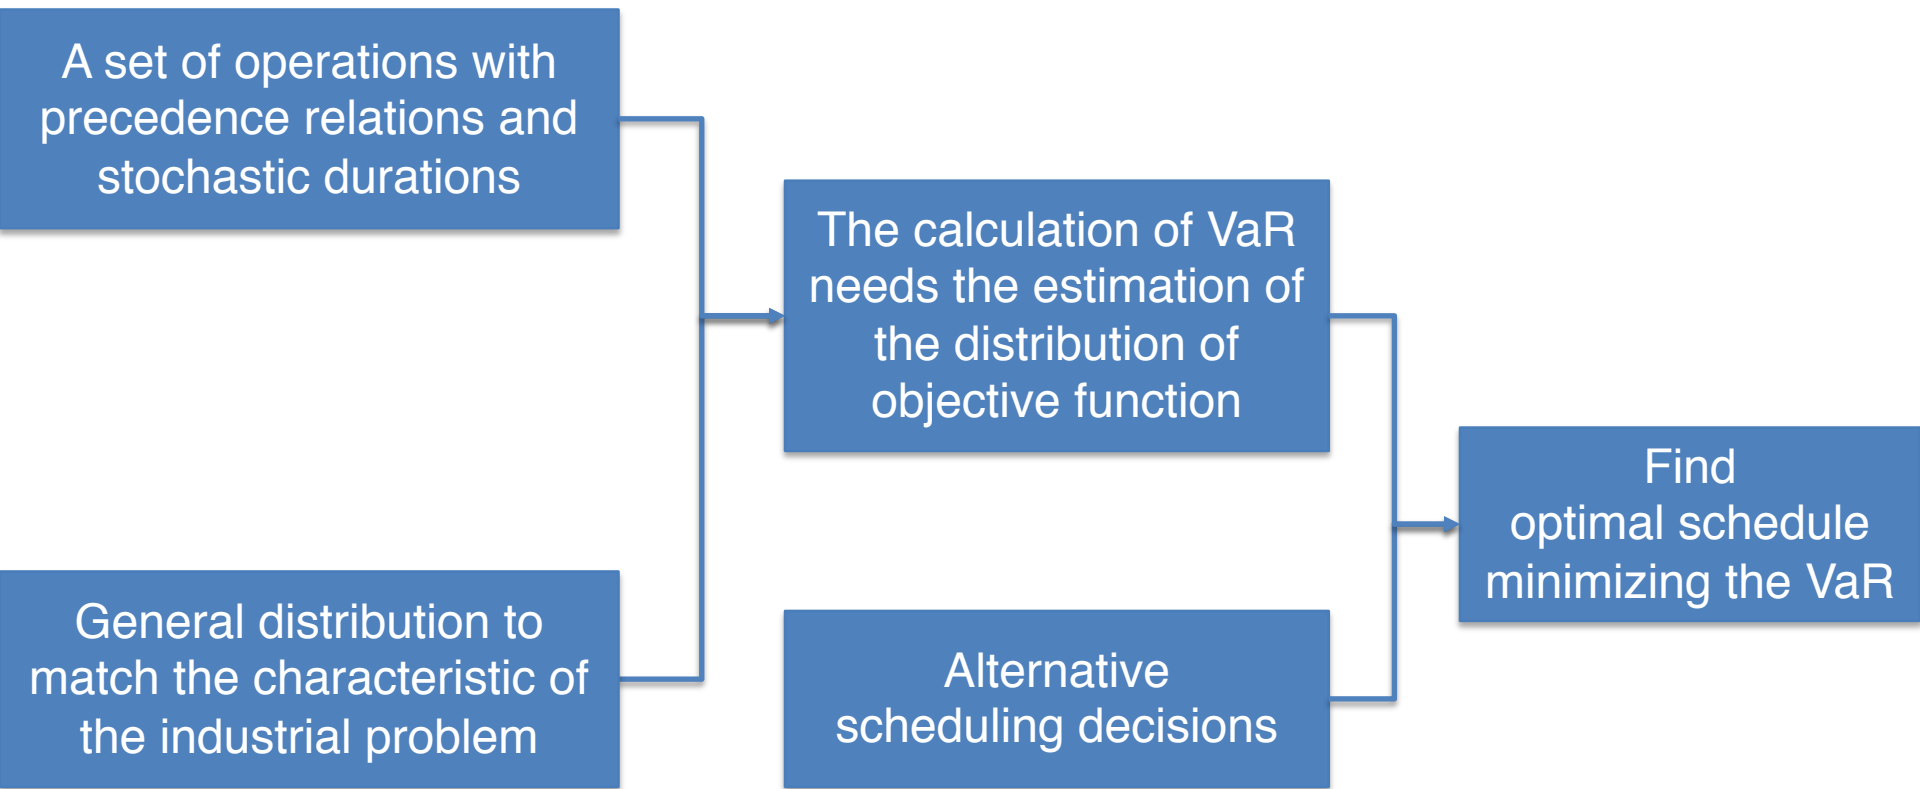 A set of operations with
precedence relations and
stochastic durations
The calculation of VaR
needs the estimation of
the distribution of
objective function
Find
optimal schedule
minimizing the VaR
General distribution to
match the characteristic of
the industrial problem
Alternative
scheduling decisions